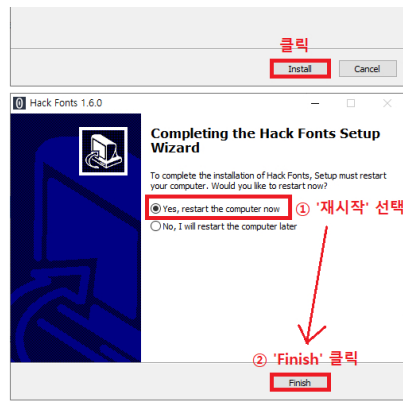 클릭
Install
Cancel
Hack Fonts 1.6.0
Completing the Hack Fonts Setup
Wizard
To complete the installation of Hack Fonts, Setup must restart
your computer. Would you like to restart now?
Yes, restart the computer now
① '재시작' 선택
No, I will restart the computer later
② 'Finish' 클릭
Finish